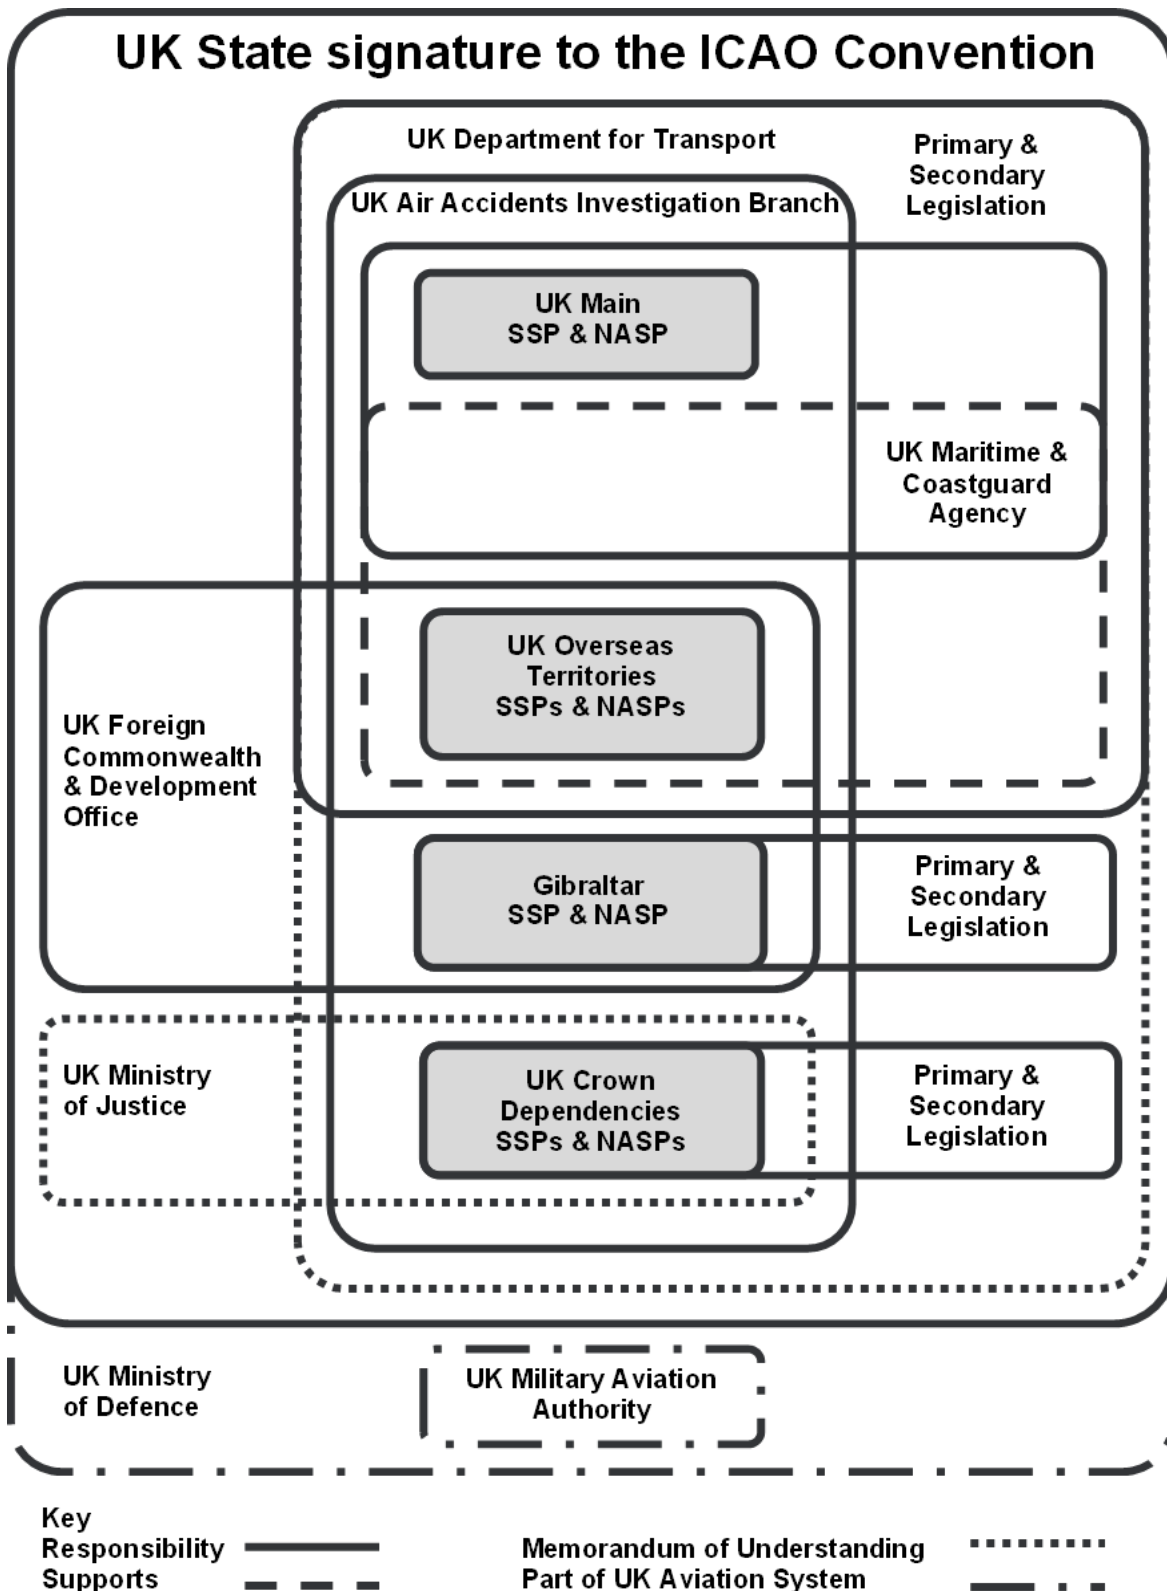 UK State signature to the ICAO Convention
UK Department for Transport
Primary &
Secondary
Legislation
UK Air Accidents Investigation Branch
UK Main
SSP & NASP
UK Maritime &
Coastguard
Agency
UK Overseas
Territories
SSPs & NASPs
UK Foreign
Commonwealth
& Development
Office
Gibraltar
SSP & NASP
Primary &
Secondary
Legislation
UK Ministry
of Justice
UK Crown
Dependencies
SSPs & NASPs
Primary &
Secondary
Legislation
UK Ministry
of Defence
UK Military Aviation
Authority
Key
Responsibility
Supports
Memorandum of Understanding
Part of UK Aviation System